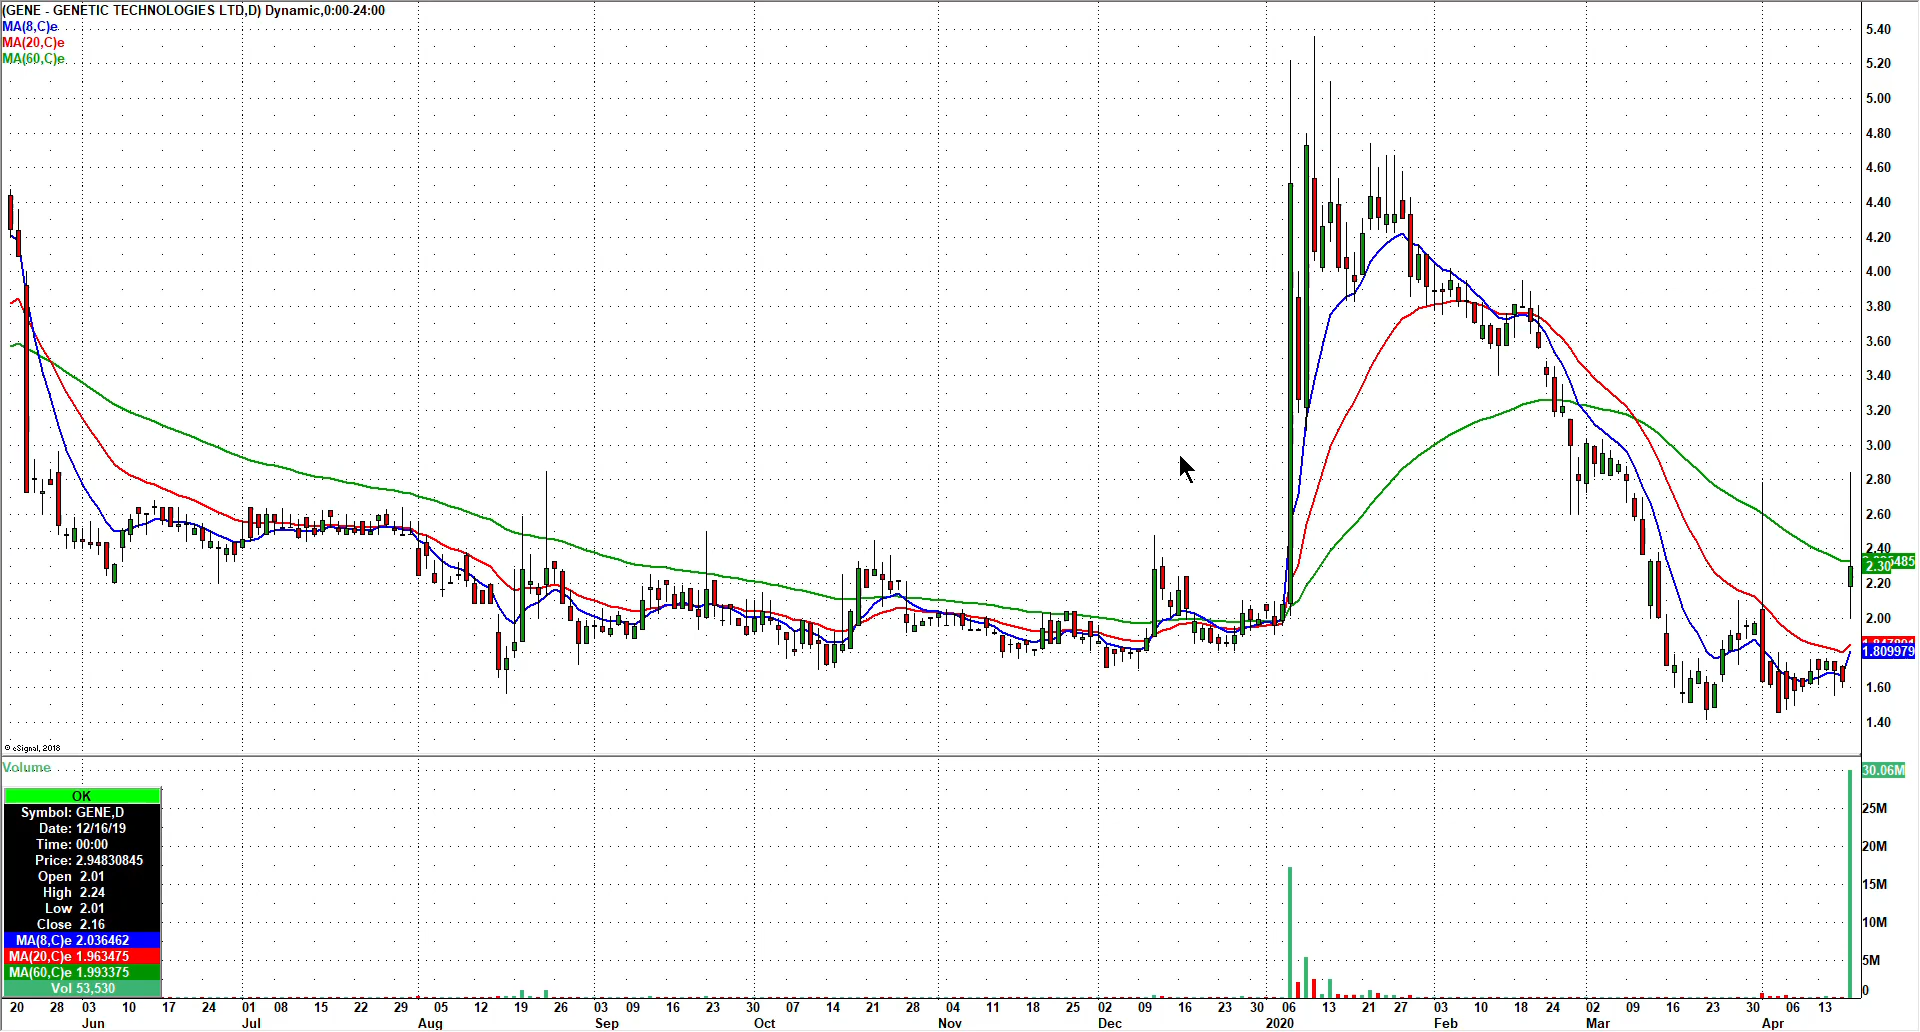 (GENE - GENETIC TECHNOLOGIES LTD,D) Dynamic,0:00-24:00
MA(8,C)e
MA(20,C)e
MA(60,C)e
5.40
5.20
5.00
4.80
4.60
4.40
4.20
4.00
3.80
3.60
3.40
3.20
3.00
2.80
2.60
2.40
2.30
2.20
2.00
1.809979
1.60
1.40
© eSignal, 2018
Volume
30.06M
25M
20M
15M
10M
5M
0
OK
Symbol: GENE,D
Date: 12/16/19
Time: 00:00
Price: 2.94830845
Open 2.01
High 2.24
Low 2.01
Close 2.16
MA(8,C)e 2.036462
MA(20,C)e 1.963475
MA(60,C)e 1.993375
Vol 53,530
20 28 03 10 17 24 01 08 15 22 29 05 12 19 26 03 09 16 23 30 07 14 21 28 04 11 18 25 02 09 16 23 30 06 13 21 27 03 10 18 24 02 09 16 23 30 06 13
Jun Jul Aug Sep Oct Nov Dec 2020 Feb Mar Apr